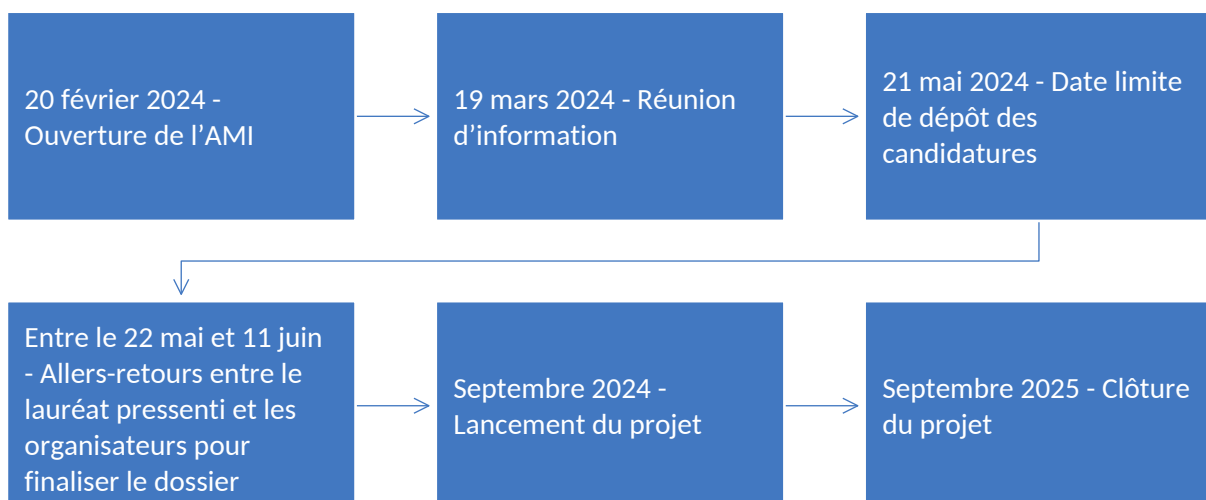 20 février 2024 -
Ouverture de l’AMI
19 mars 2024 - Réunion
d’information
21 mai 2024 - Date limite
de dépôt des
candidatures
Entre le 22 mai et 11 juin
- Allers-retours entre le
lauréat pressenti et les
organisateurs pour
finaliser le dossier
Septembre 2024 -
Lancement du projet
Septembre 2025 - Clôture
du projet